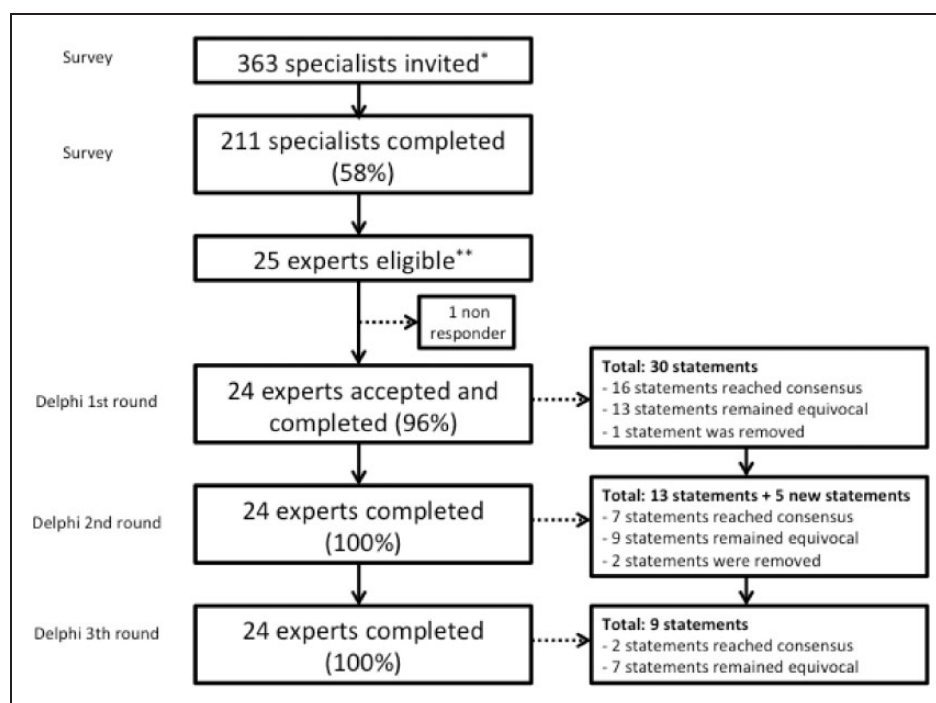 Survey
363 specialists invited*
Survey
211 specialists completed
(58%)
25 experts eligible**
1 non
responder
Delphi 1st round
24 experts accepted and
completed (96%)
Total: 30 statements
- 16 statements reached consensus
- 13 statements remained equivocal
- 1 statement was removed
Delphi 2nd round
24 experts completed
(100%)
Total: 13 statements + 5 new statements
- 7 statements reached consensus
- 9 statements remained equivocal
- 2 statements were removed
Delphi 3th round
24 experts completed
(100%)
Total: 9 statements
- 2 statements reached consensus
- 7 statements remained equivocal